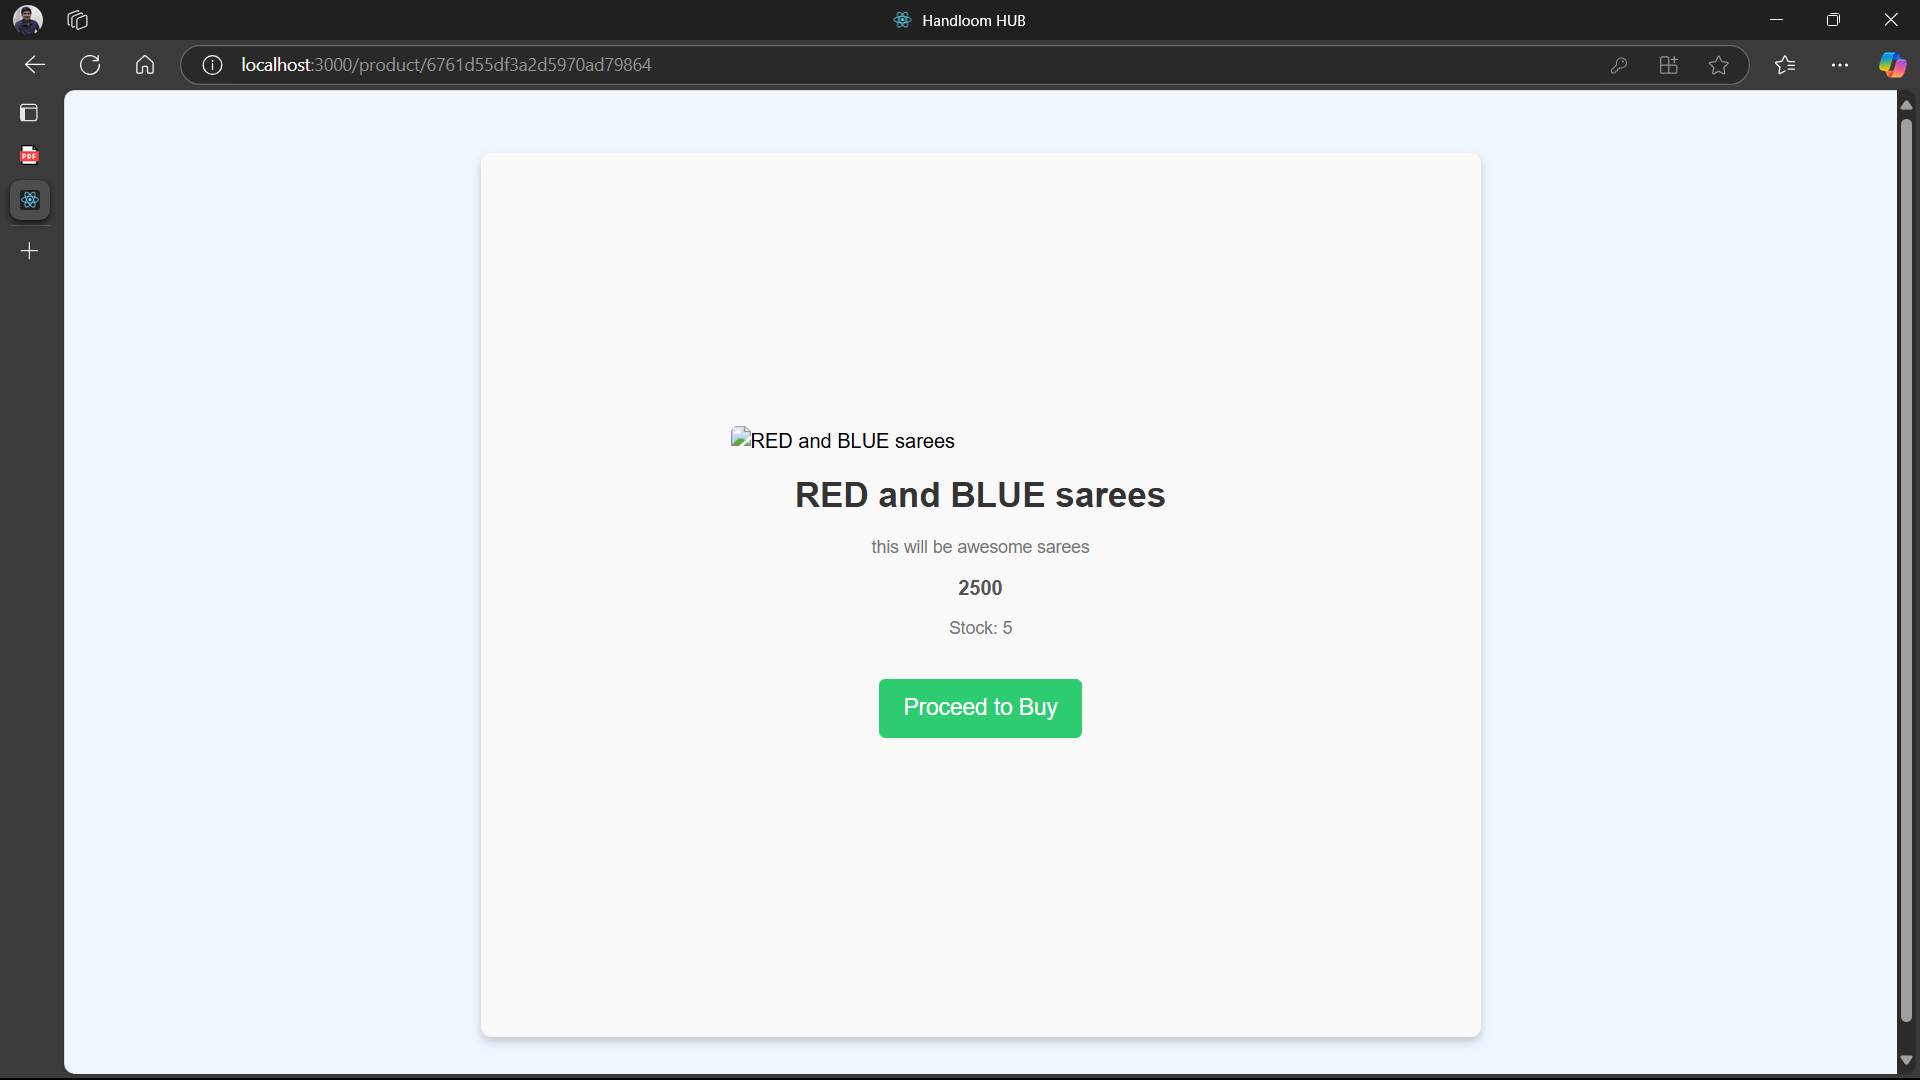 Handloom HUB
localhost:3000/product/6761d55df3a2d5970ad79864
PDF
RED and BLUE sarees
RED and BLUE sarees
this will be awesome sarees
2500
Stock: 5
Proceed to Buy